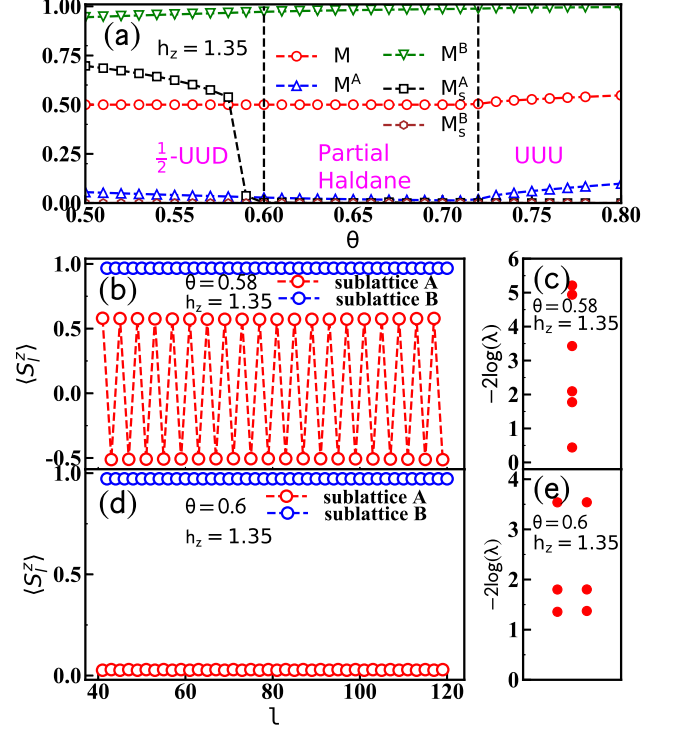 1.00
(a)
h_z = 1.35
M
M^A
M^B
M_s^A
M_s^B
0.75
0.50
0.25
0.00
1/2-UUD
Partial
Haldane
UUU
0.50
0.55
0.60
0.65
0.70
0.75
0.80
θ
1.0
(b)
θ = 0.58
h_z = 1.35
sublattice A
sublattice B
0.5
0.0
-0.5
⟨S_l^z⟩
6
(c)
θ = 0.58
h_z = 1.35
5
4
3
2
1
0
−2log(λ)
1.0
(d)
θ = 0.6
h_z = 1.35
sublattice A
sublattice B
0.5
0.0
⟨S_l^z⟩
40
60
80
100
120
l
4
(e)
θ = 0.6
h_z = 1.35
3
2
1
0
−2log(λ)